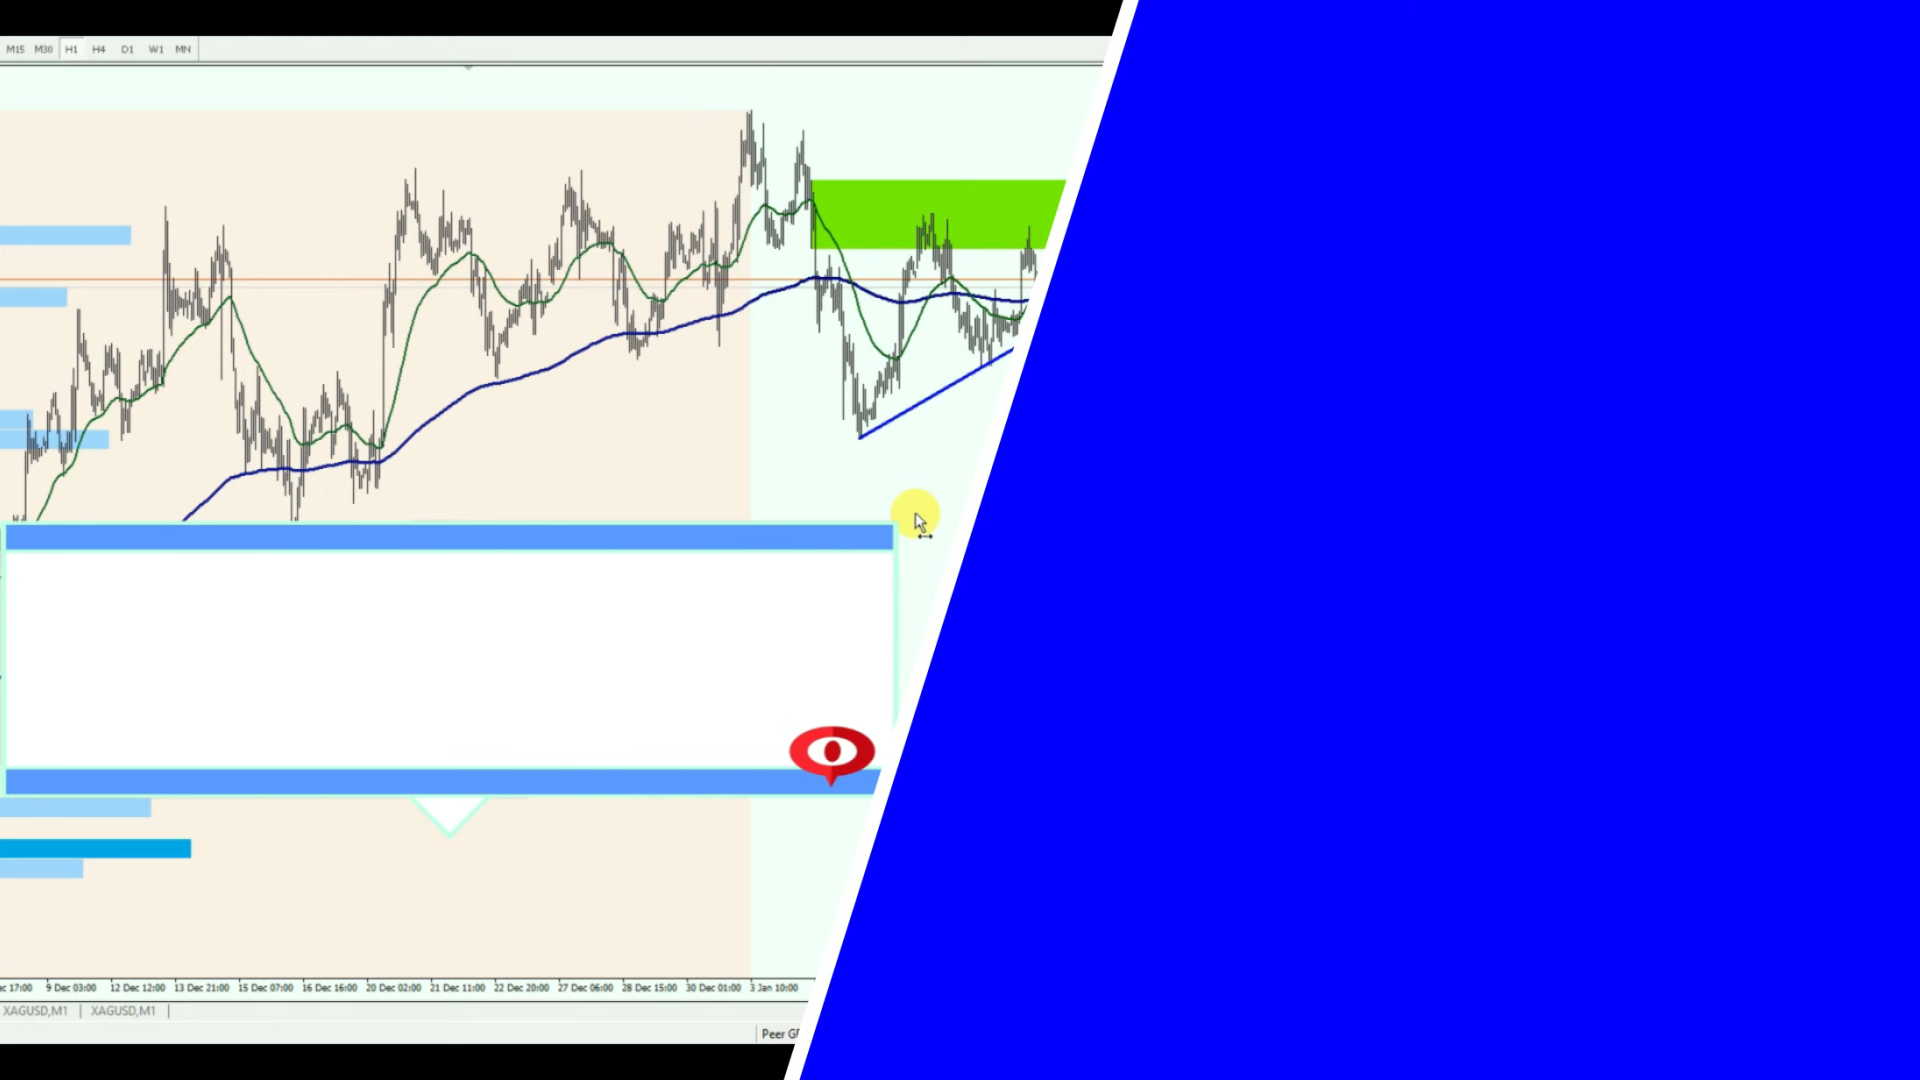 M15 M30 H1 H4 D1 W1 MN
17:00 9 Dec 03:00 12 Dec 12:00 13 Dec 21:00 15 Dec 07:00 16 Dec 16:00 20 Dec 02:00 21 Dec 11:00 22 Dec 20:00 27 Dec 06:00 28 Dec 15:00 30 Dec 01:00 3 Jan 10:00
XAGUSD,M1 | XAGUSD,M1 |
Peer